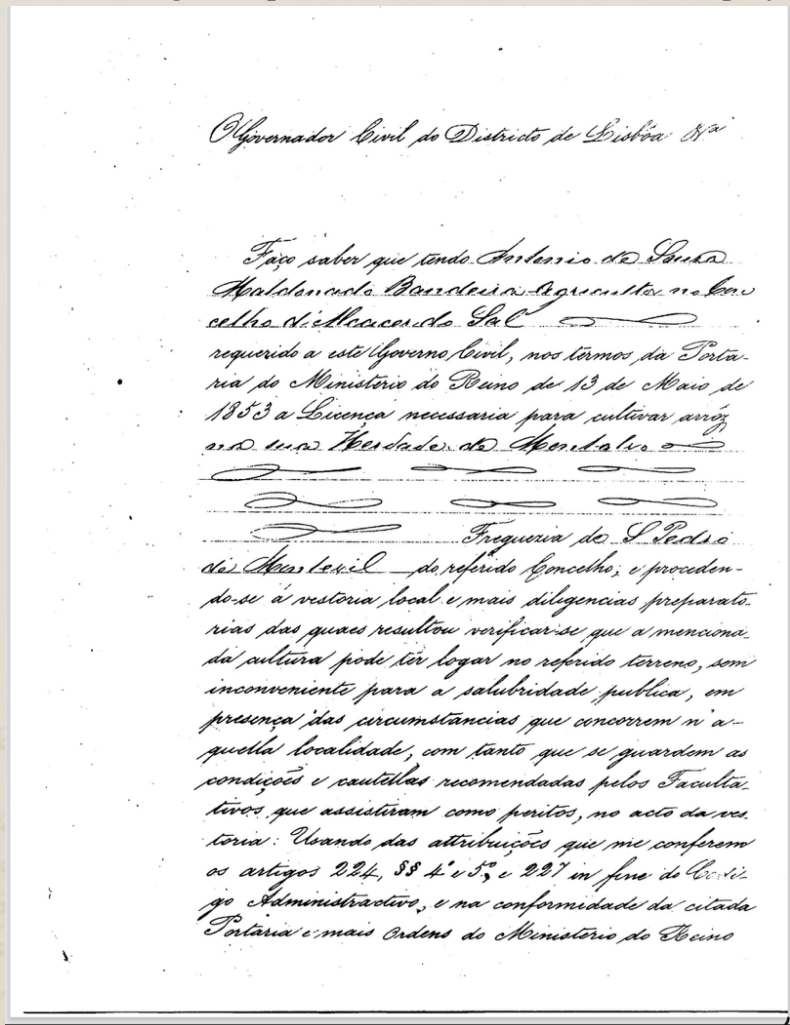 O Governador Civil do Districto de Lisbôa &ª
Faço saber que tendo Antonio de Sousa
Maldonado Bandeira Agricultor no Con
celho d'Alcacer do Sal
requerido a este Governo Civil, nos termos da Porta-
ria do Ministerio do Reino de 13 de Maio de
1853 a Licença necessaria para cultivar arróz
na sua Herdade de Montalvo
Freguezia de S Pedro
de Montevil do referido Concelho; e proceden-
do-se á vestoria local e mais diligencias preparato-
rias das quaes resultou verificar-se que a menciona-
da cultura póde têr logar no referido terreno, sem
inconveniente para a salubridade publica, em
presença das circumstancias que concorrem n'a-
quella localidade, com tanto que se guardem as
condições e cautellas recomendadas pelos Faculta-
tivos que assistiram como peritos, no acto da ves
toria: Usando das attribuições que me conferem
os artigos 224, §§ 4º e 5º, e 227 in fine do Codi-
go Administractivo, e na conformidade da citada
Portaria e mais Ordens do Ministerio do Reino